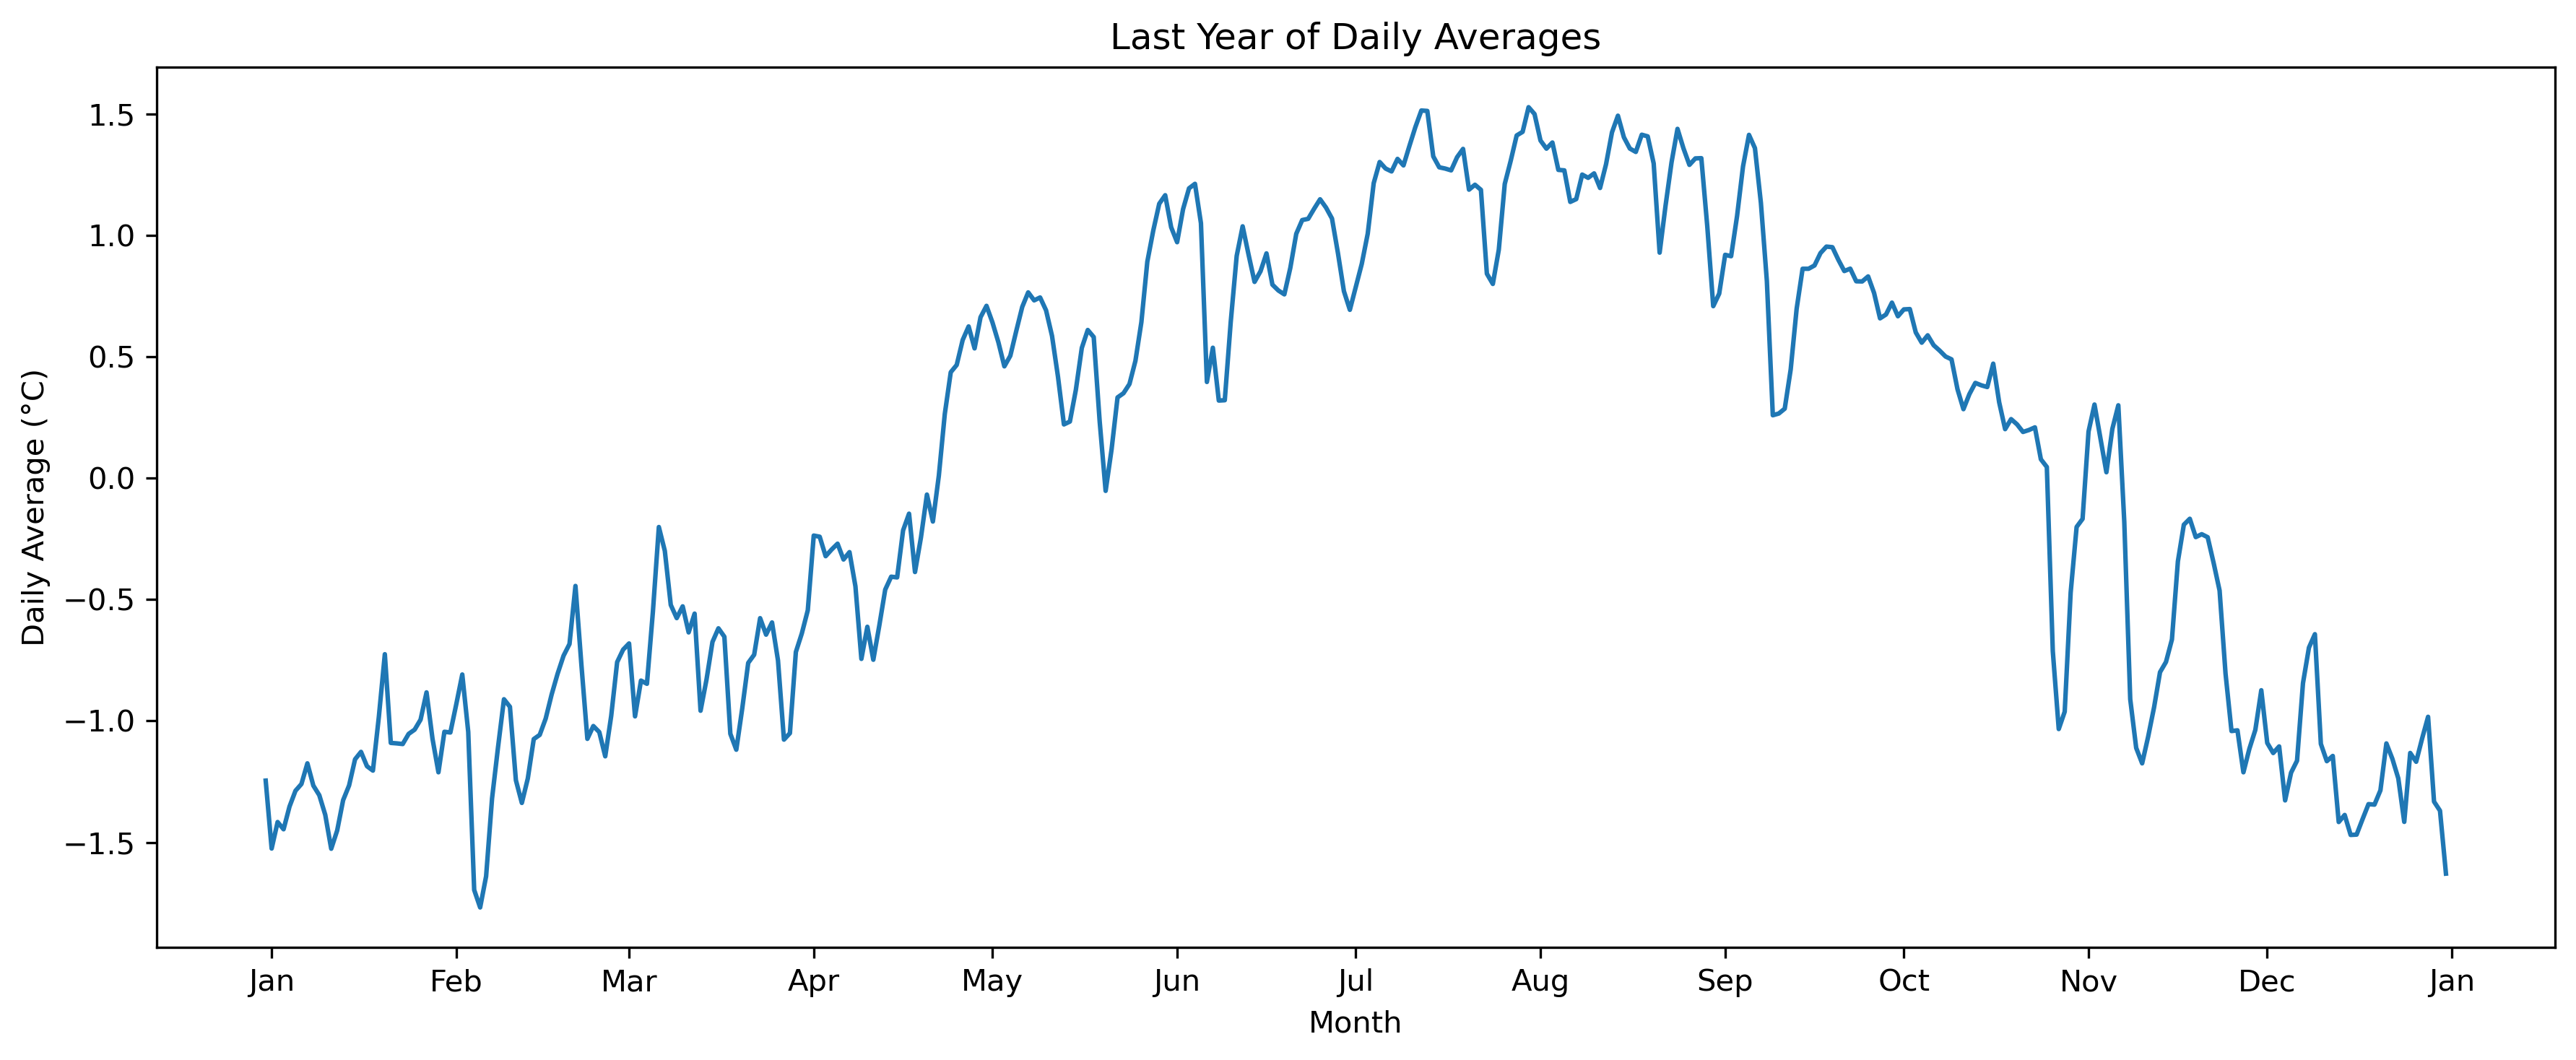 Last Year of Daily Averages
Daily Average (°C)
1.5
1.0
0.5
0.0
−0.5
−1.0
−1.5
Jan Feb Mar Apr May Jun Jul Aug Sep Oct Nov Dec Jan
Month